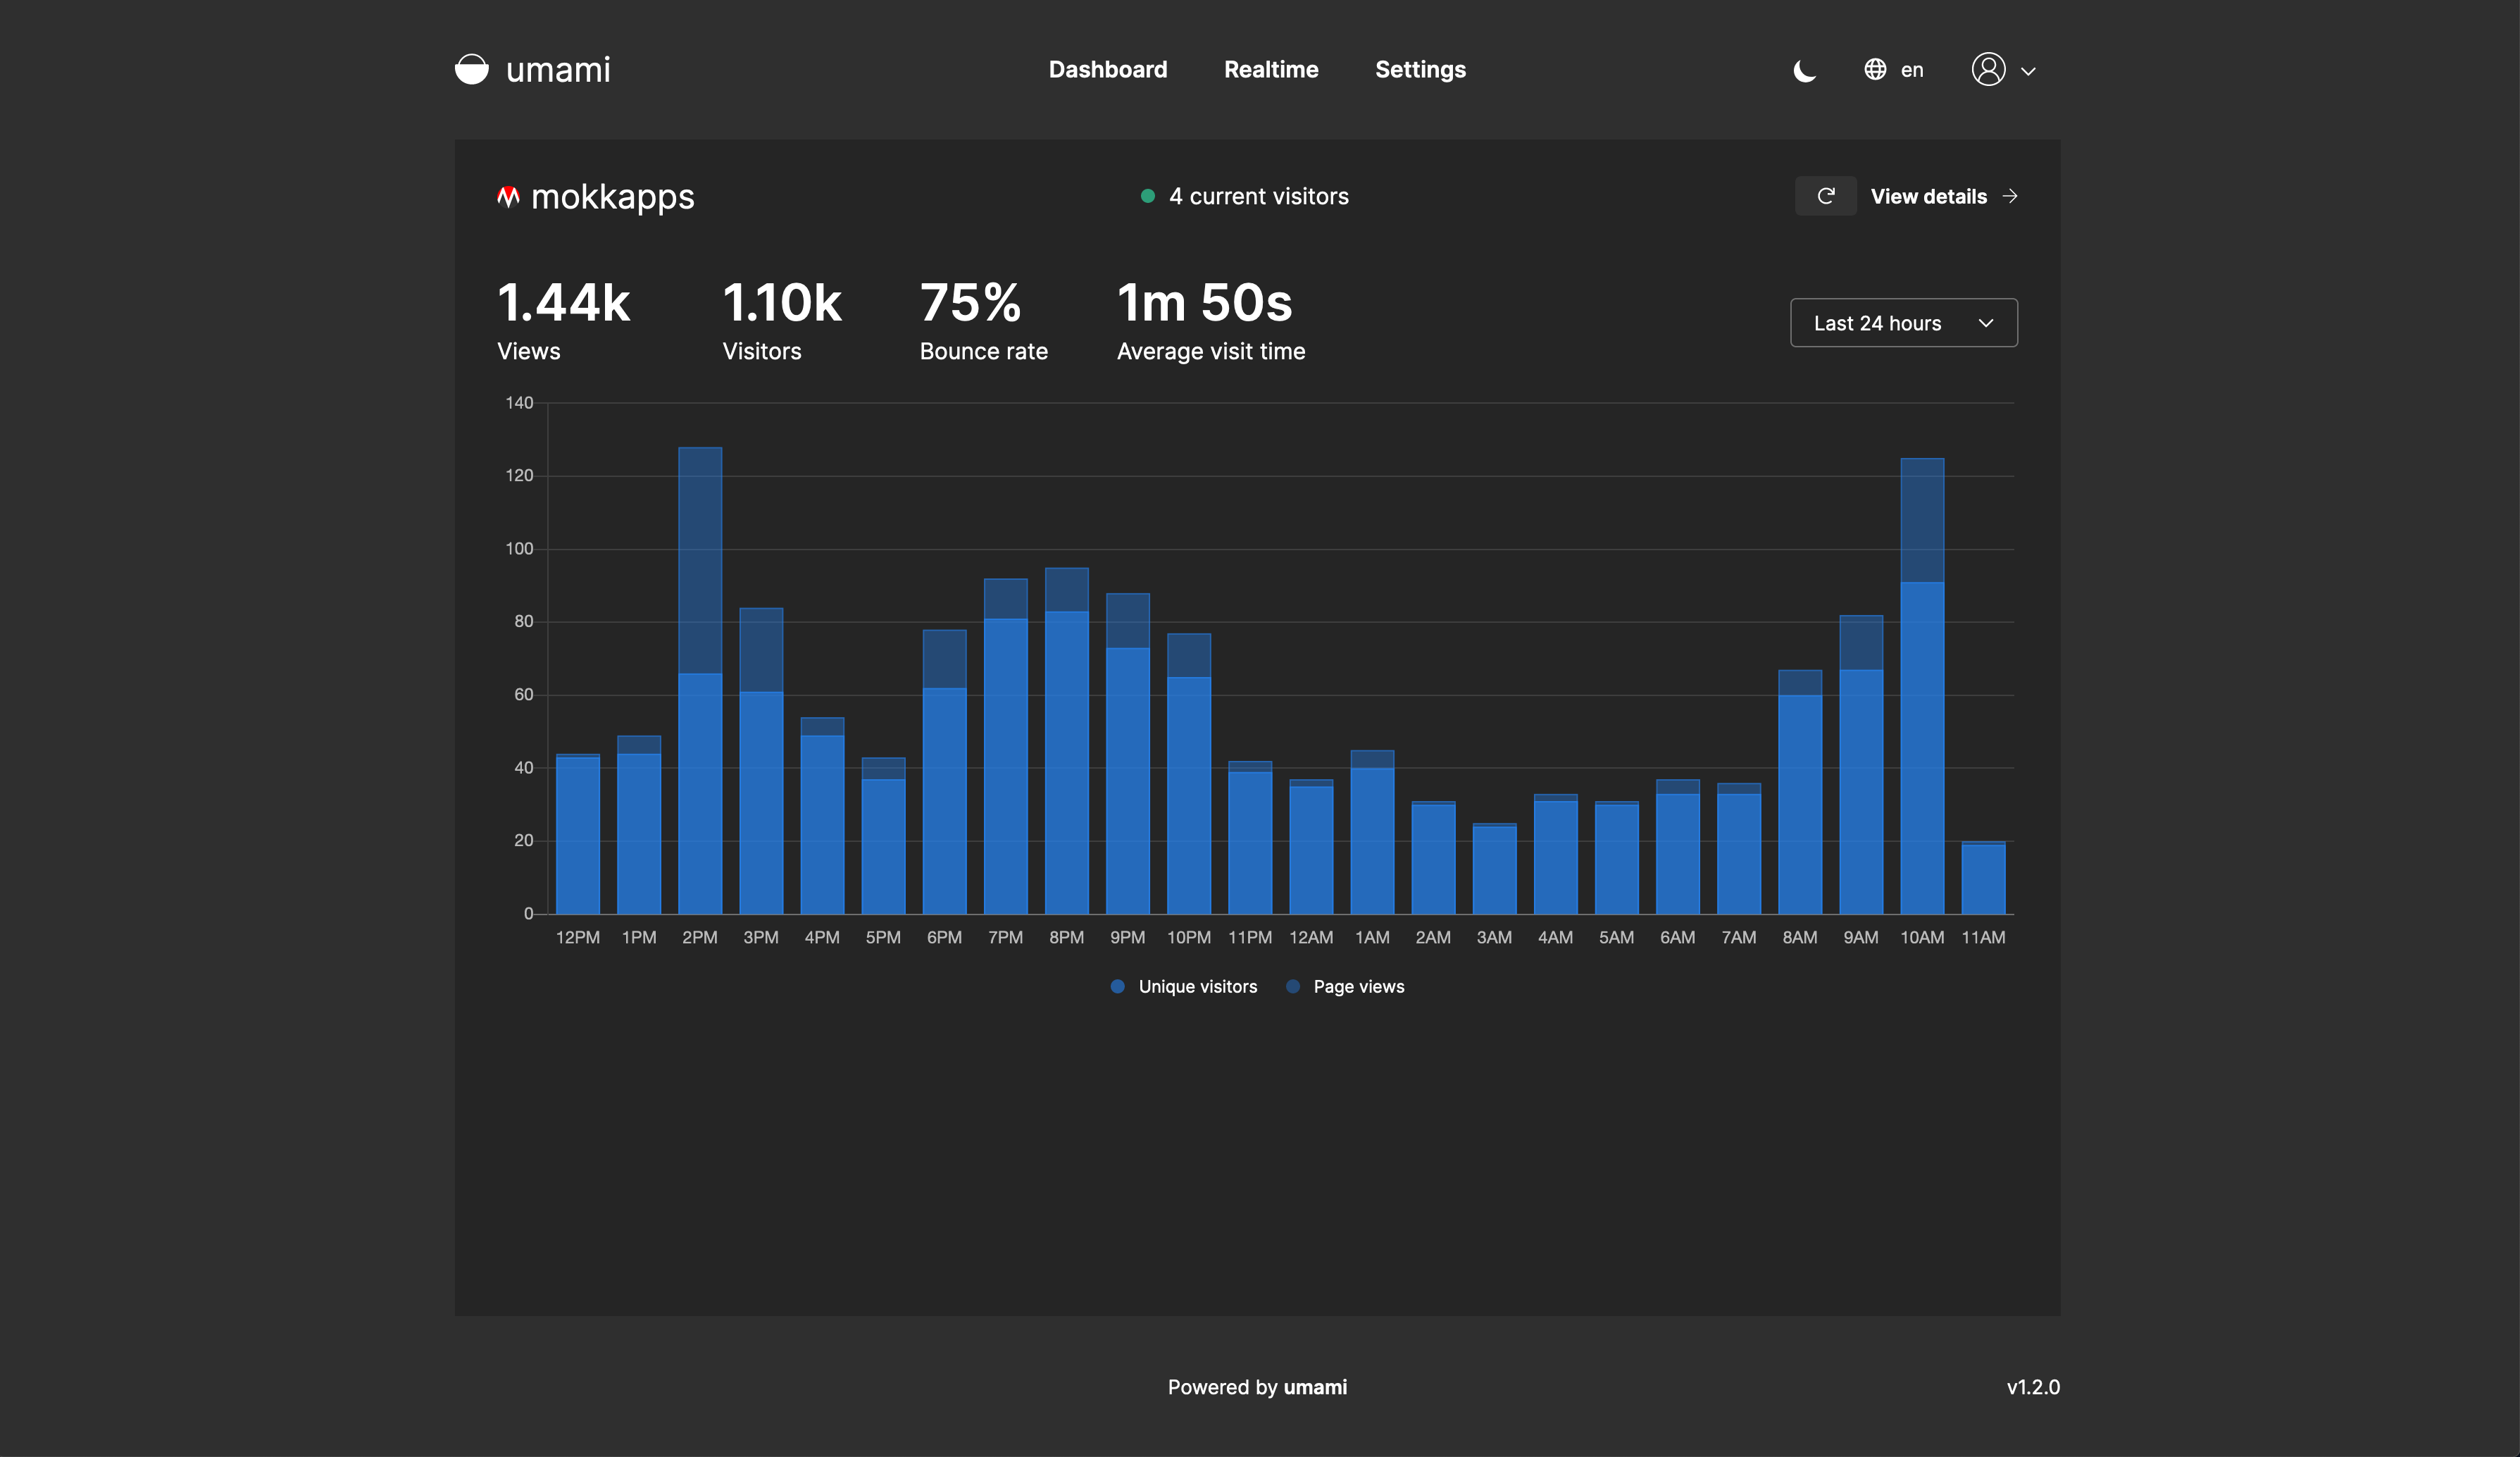 umami
Dashboard Realtime Settings
en
mokkapps
4 current visitors
View details
1.44k 1.10k 75% 1m 50s
Views Visitors Bounce rate Average visit time
Last 24 hours
140
120
100
80
60
40
20
0
12PM 1PM 2PM 3PM 4PM 5PM 6PM 7PM 8PM 9PM 10PM 11PM 12AM 1AM 2AM 3AM 4AM 5AM 6AM 7AM 8AM 9AM 10AM 11AM
Unique visitors Page views
Powered by umami
v1.2.0